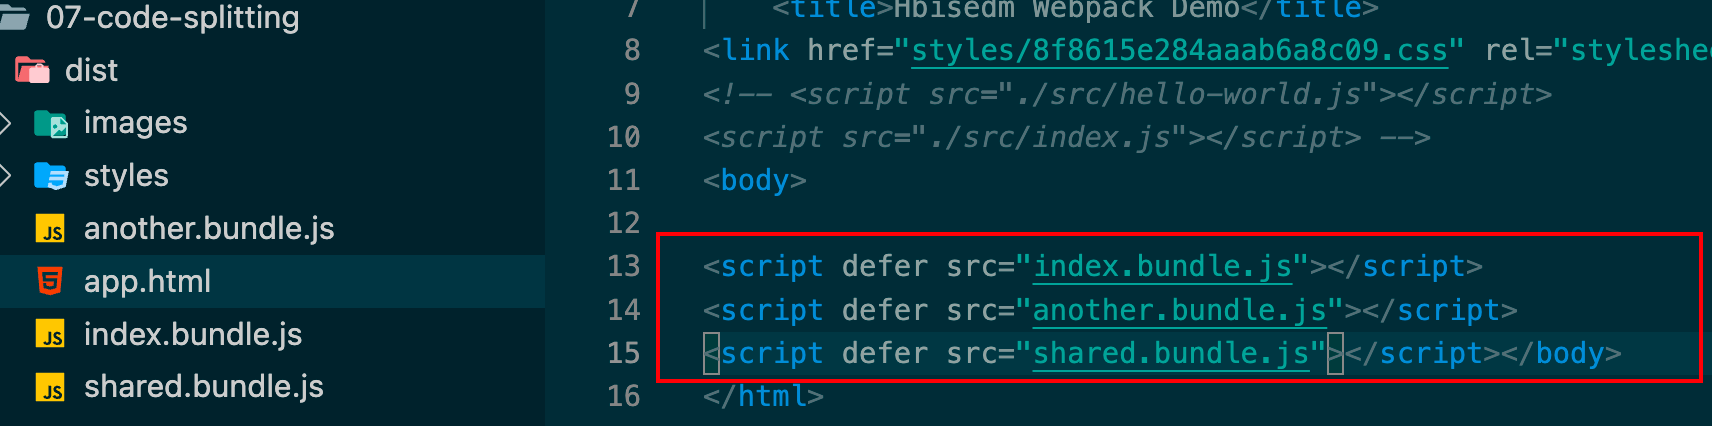 07-code-splitting
dist
images
styles
another.bundle.js
app.html
index.bundle.js
shared.bundle.js
7 <title>Hbisedm Webpack Demo</title>
8 <link href="styles/8f8615e284aaab6a8c09.css" rel="styleshe
9 <!-- <script src="./src/hello-world.js"></script>
10 <script src="./src/index.js"></script> -->
11 <body>
12
13 <script defer src="index.bundle.js"></script>
14 <script defer src="another.bundle.js"></script>
15 <script defer src="shared.bundle.js"></script></body>
16 </html>